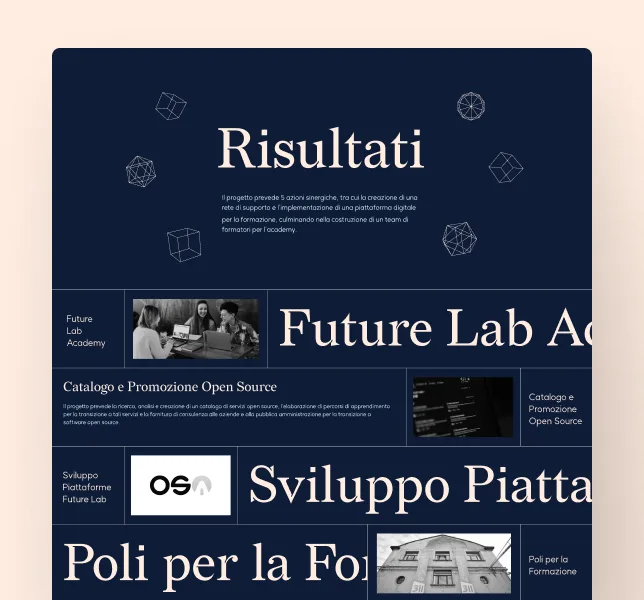 Risultati
Il progetto prevede 5 azioni sinergiche, tra cui la creazione di una
rete di supporto e l'implementazione di una piattaforma digitale
per la formazione, culminando nella costruzione di un team di
formatori per l'academy.
Future
Lab
Academy
Future Lab Ac
Catalogo e Promozione Open Source
Il progetto prevede la ricerca, analisi e creazione di un catalogo di servizi open source, l'elaborazione di percorsi di apprendimento
per la transizione a tali servizi e la fornitura di consulenza alle aziende e alla pubblica amministrazione per la transizione a
software open source.
Catalogo e
Promozione
Open Source
Sviluppo
Piattaforme
Future Lab
OSA
Sviluppo Piatta
Poli per la For
Poli per la
Formazione